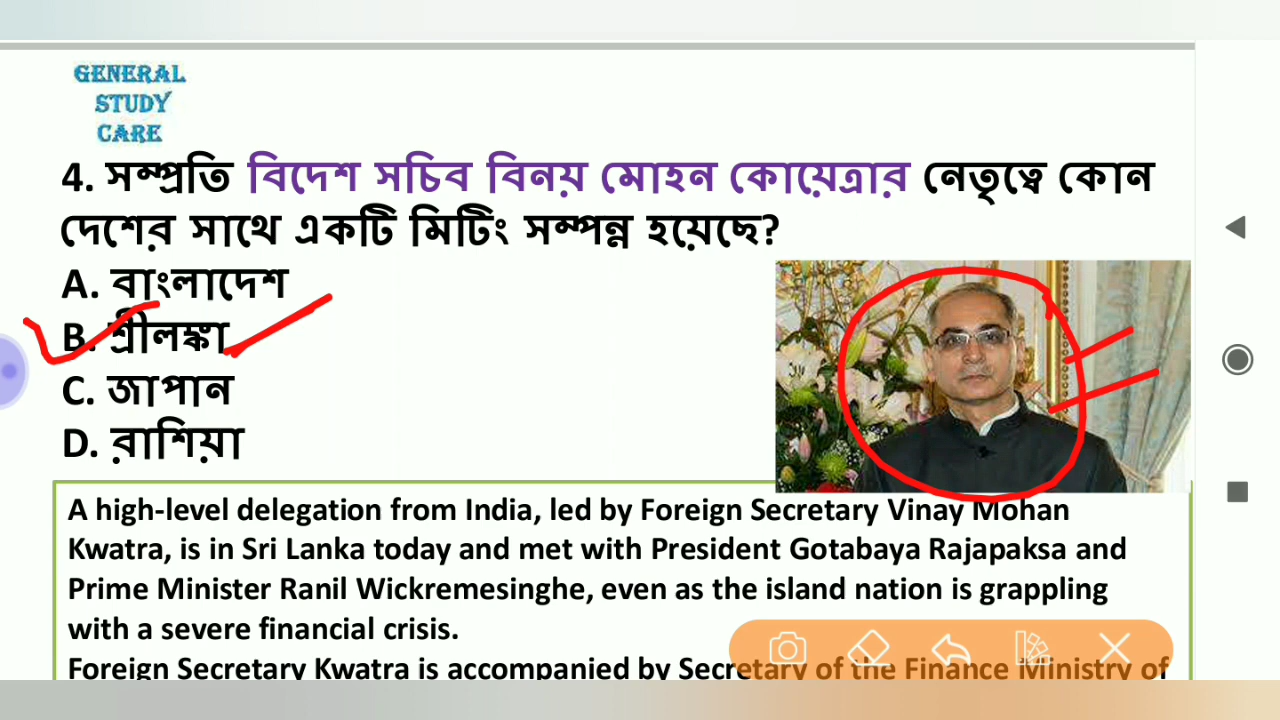 GENERAL
STUDY
CARE
4. সম্প্রতি বিদেশ সচিব বিনয় মোহন কোয়েত্রার নেতৃত্বে কোন
দেশের সাথে একটি মিটিং সম্পন্ন হয়েছে?
A. বাংলাদেশ
B. শ্রীলঙ্কা
C. জাপান
D. রাশিয়া
A high-level delegation from India, led by Foreign Secretary Vinay Mohan
Kwatra, is in Sri Lanka today and met with President Gotabaya Rajapaksa and
Prime Minister Ranil Wickremesinghe, even as the island nation is grappling
with a severe financial crisis.
Foreign Secretary Kwatra is accompanied by Secretary of the Finance Ministry of